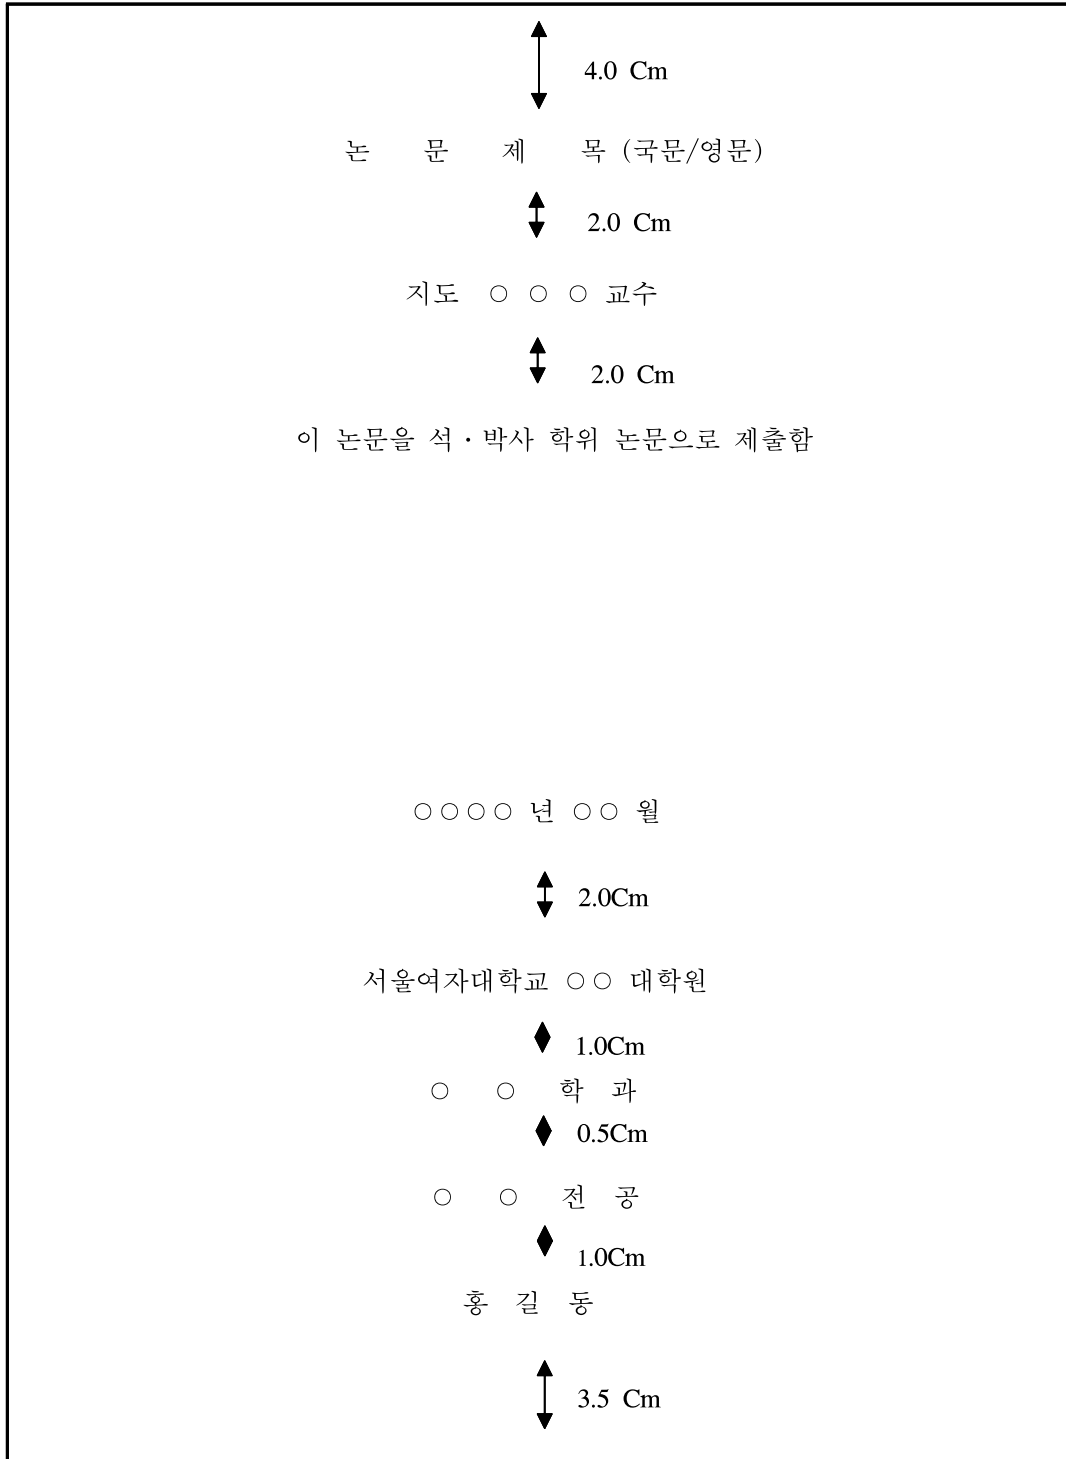 4.0 Cm
논 문 제 목 (국문/영문)
2.0 Cm
지도 ○ ○ ○ 교수
2.0 Cm
이 논문을 석·박사 학위 논문으로 제출함
○○○○ 년 ○○ 월
2.0Cm
서울여자대학교 ○○ 대학원
1.0Cm
○ ○ 학 과
0.5Cm
○ ○ 전 공
1.0Cm
홍 길 동
3.5 Cm